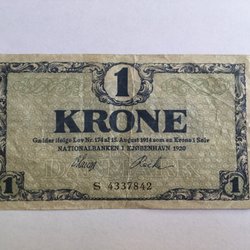 1
KRONE
Gælder ifølge Lov Nr. 174 af 15. August 1914 som en Krone i Sølv
NATIONALBANKEN I KJØBENHAVN 1920
S 4337842
1 1